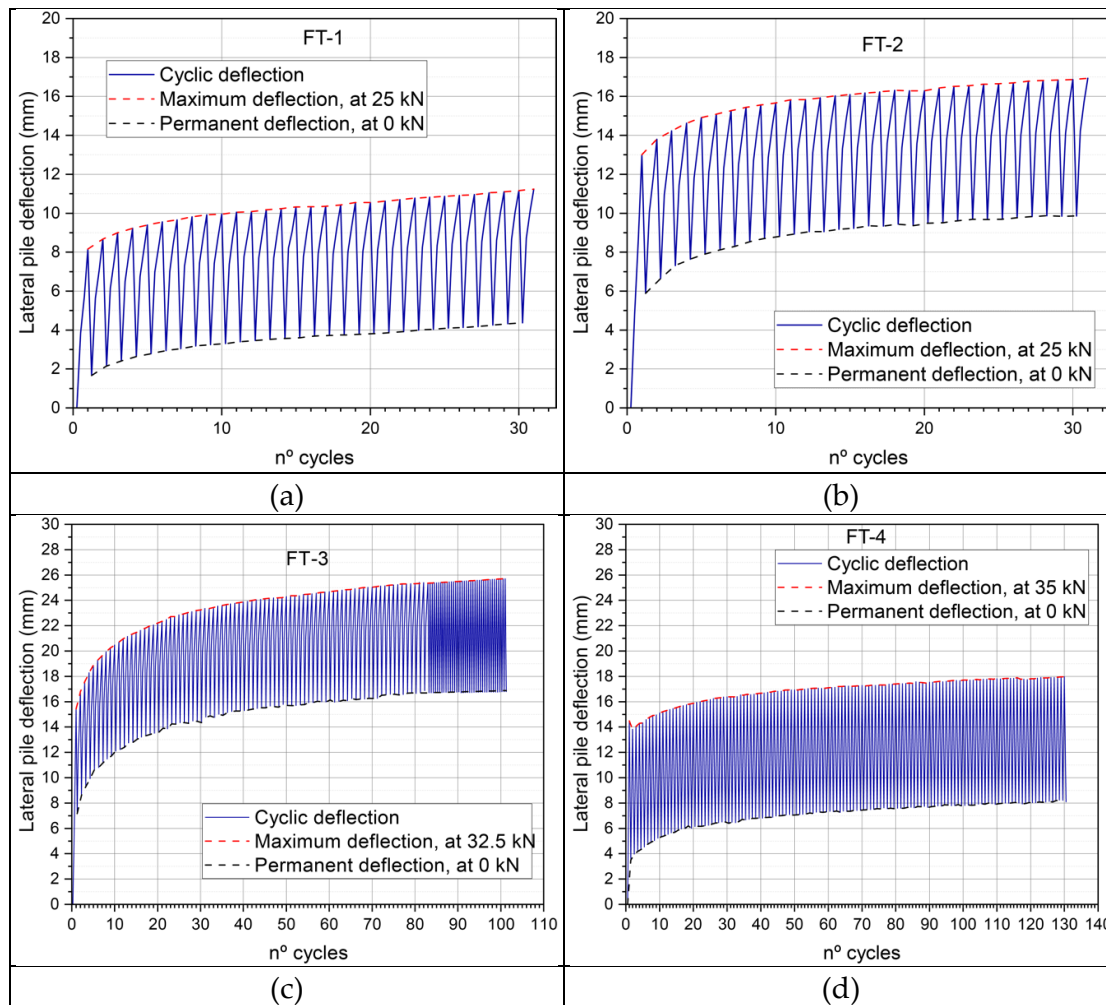 FT-1
Cyclic deflection
Maximum deflection, at 25 kN
Permanent deflection, at 0 kN
Lateral pile deflection (mm)
20
18
16
14
12
10
8
6
4
2
0
0 10 20 30
nº cycles
(a)
FT-2
Cyclic deflection
Maximum deflection, at 25 kN
Permanent deflection, at 0 kN
Lateral pile deflection (mm)
20
18
16
14
12
10
8
6
4
2
0
0 10 20 30
nº cycles
(b)
FT-3
Cyclic deflection
Maximum deflection, at 32.5 kN
Permanent deflection, at 0 kN
Lateral pile deflection (mm)
30
28
26
24
22
20
18
16
14
12
10
8
6
4
2
0
0 10 20 30 40 50 60 70 80 90 100 110
nº cycles
(c)
FT-4
Cyclic deflection
Maximum deflection, at 35 kN
Permanent deflection, at 0 kN
Lateral pile deflection (mm)
30
28
26
24
22
20
18
16
14
12
10
8
6
4
2
0
0 10 20 30 40 50 60 70 80 90 100 110 120 130 140
nº cycles
(d)